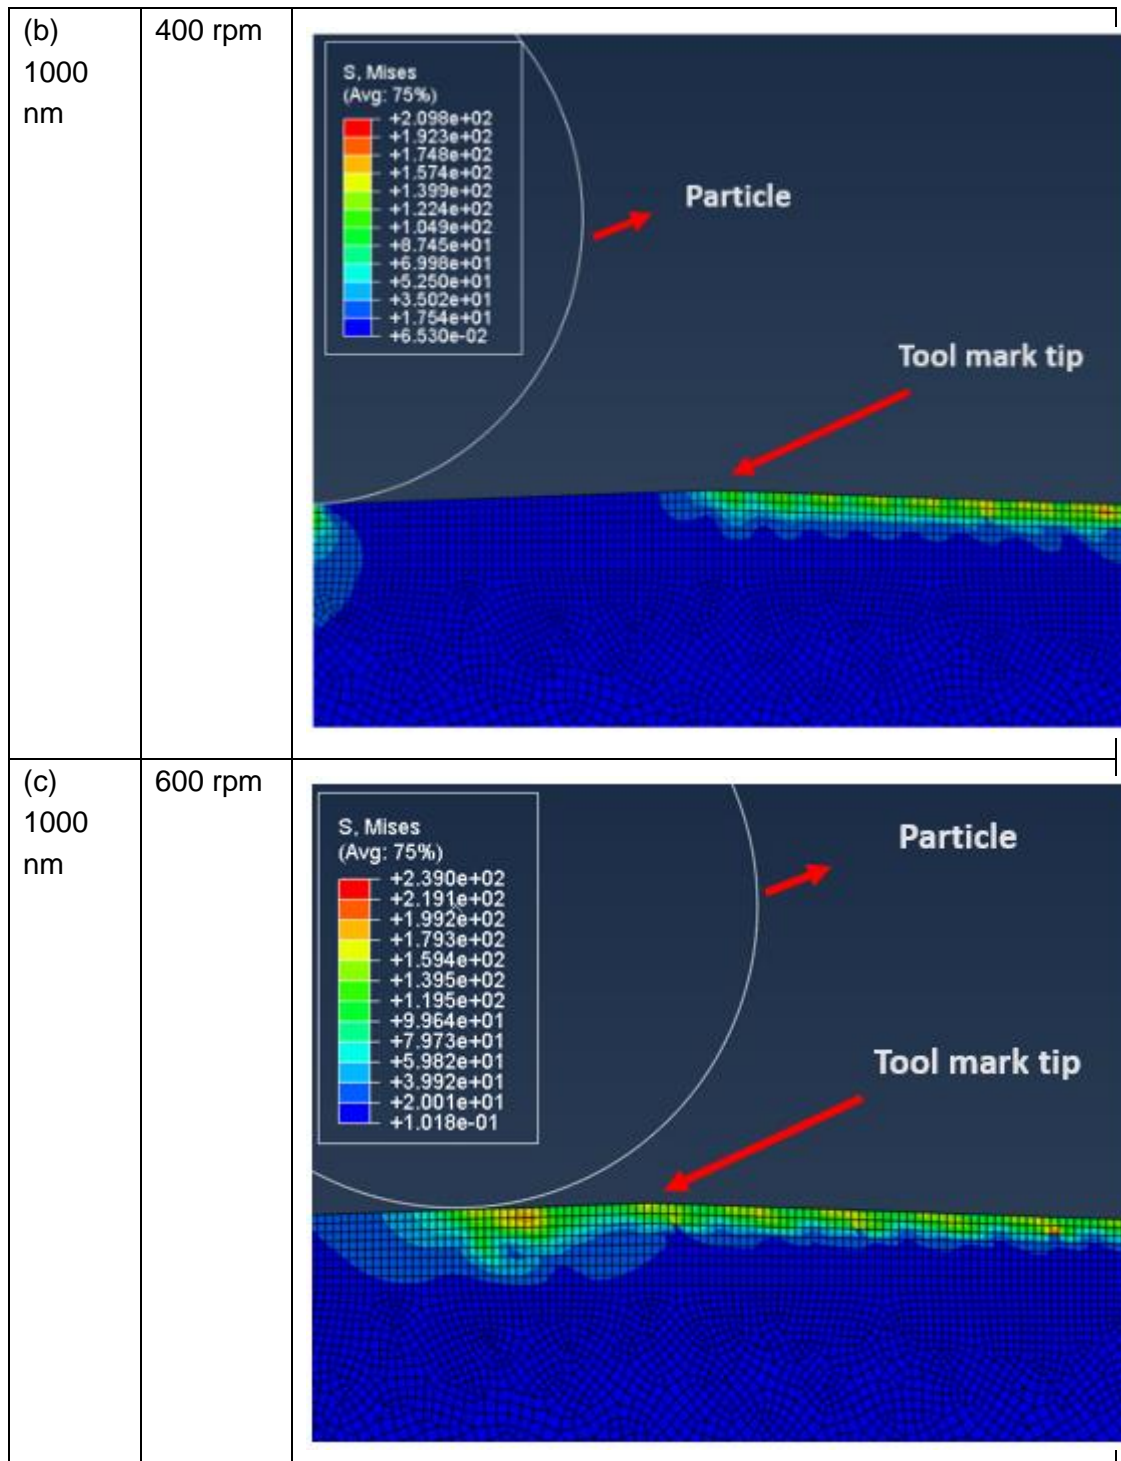 (b)
1000
nm
400 rpm
S, Mises
(Avg: 75%)
+2.098e+02
+1.923e+02
+1.748e+02
+1.574e+02
+1.399e+02
+1.224e+02
+1.049e+02
+8.745e+01
+6.998e+01
+5.250e+01
+3.502e+01
+1.754e+01
+6.530e-02
Particle
Tool mark tip
(c)
1000
nm
600 rpm
S, Mises
(Avg: 75%)
+2.390e+02
+2.191e+02
+1.992e+02
+1.793e+02
+1.594e+02
+1.395e+02
+1.195e+02
+9.964e+01
+7.973e+01
+5.982e+01
+3.992e+01
+2.001e+01
+1.018e-01
Particle
Tool mark tip